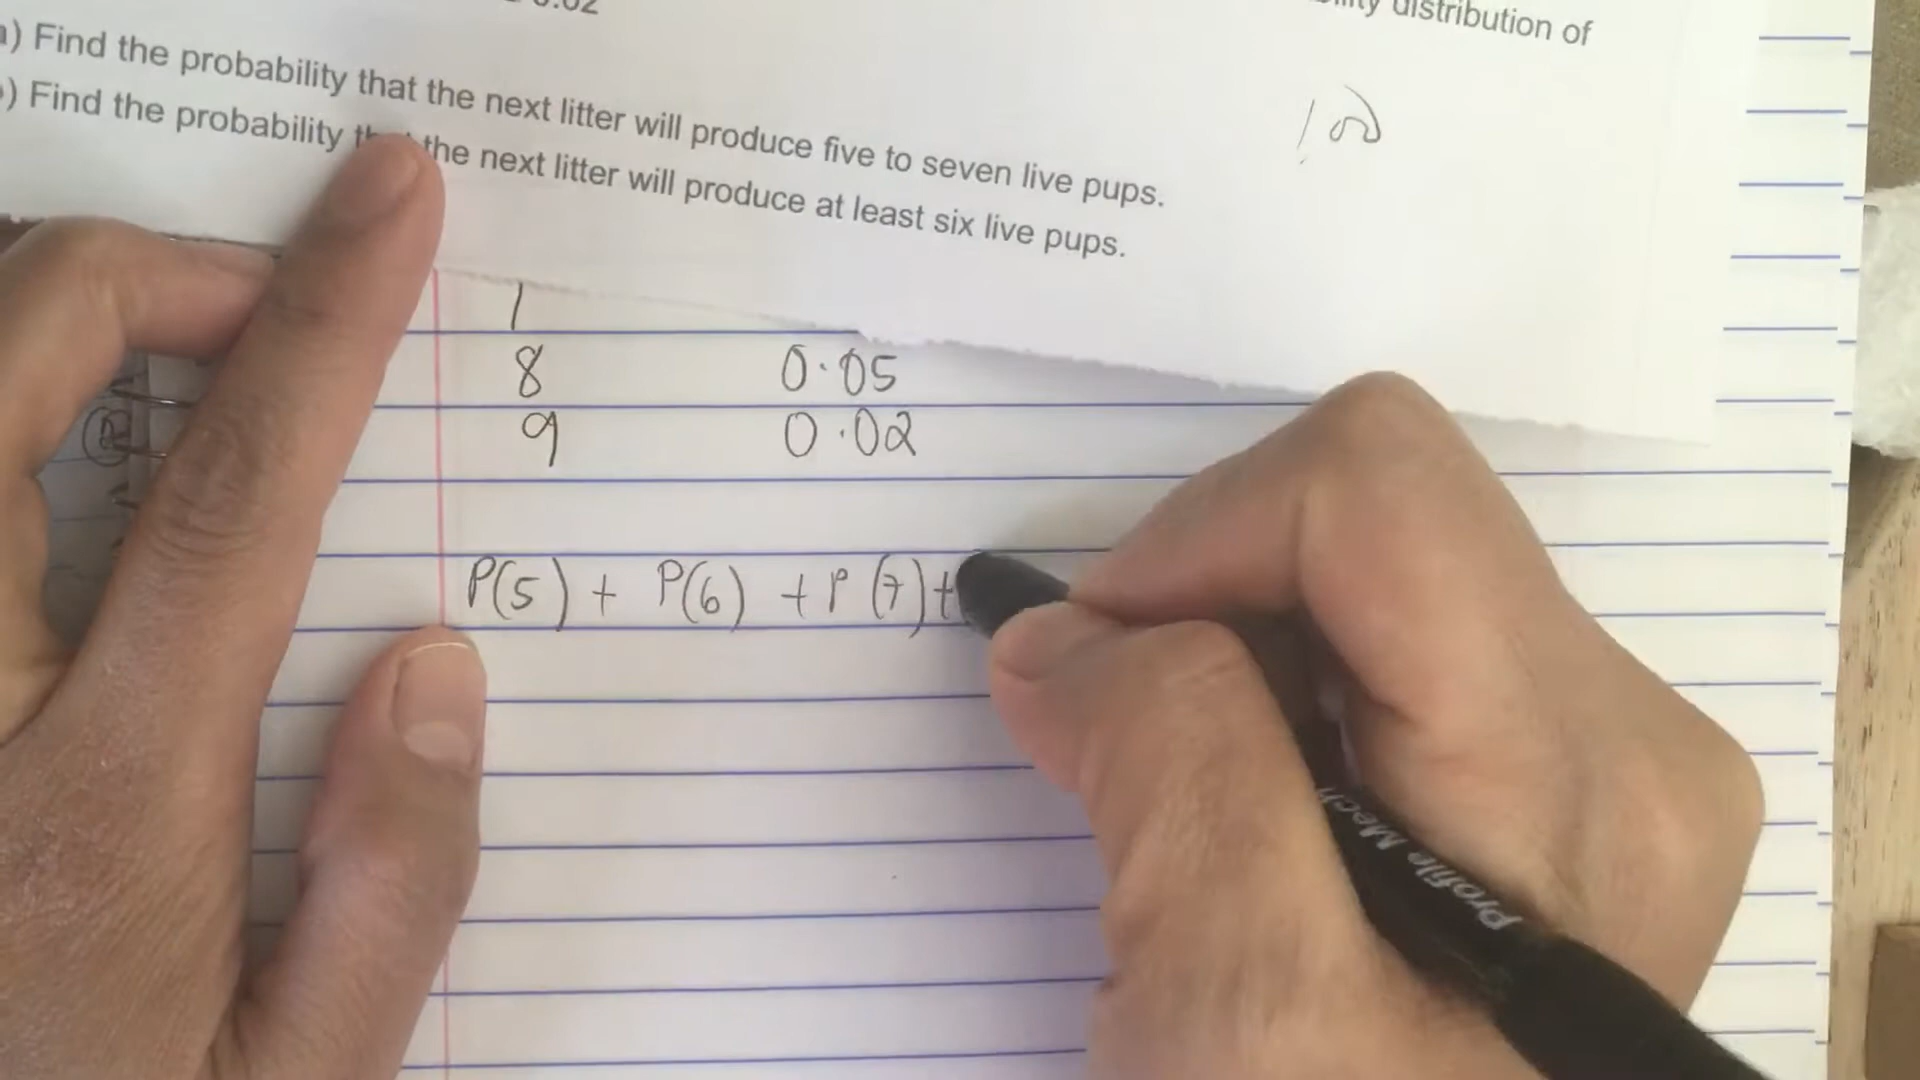 distribution of
) Find the probability that the next litter will produce five to seven live pups.
) Find the probability the next litter will produce at least six live pups.
8 0.05
9 0.02
P(5) + P(6) + P(7) +
Profile Mech